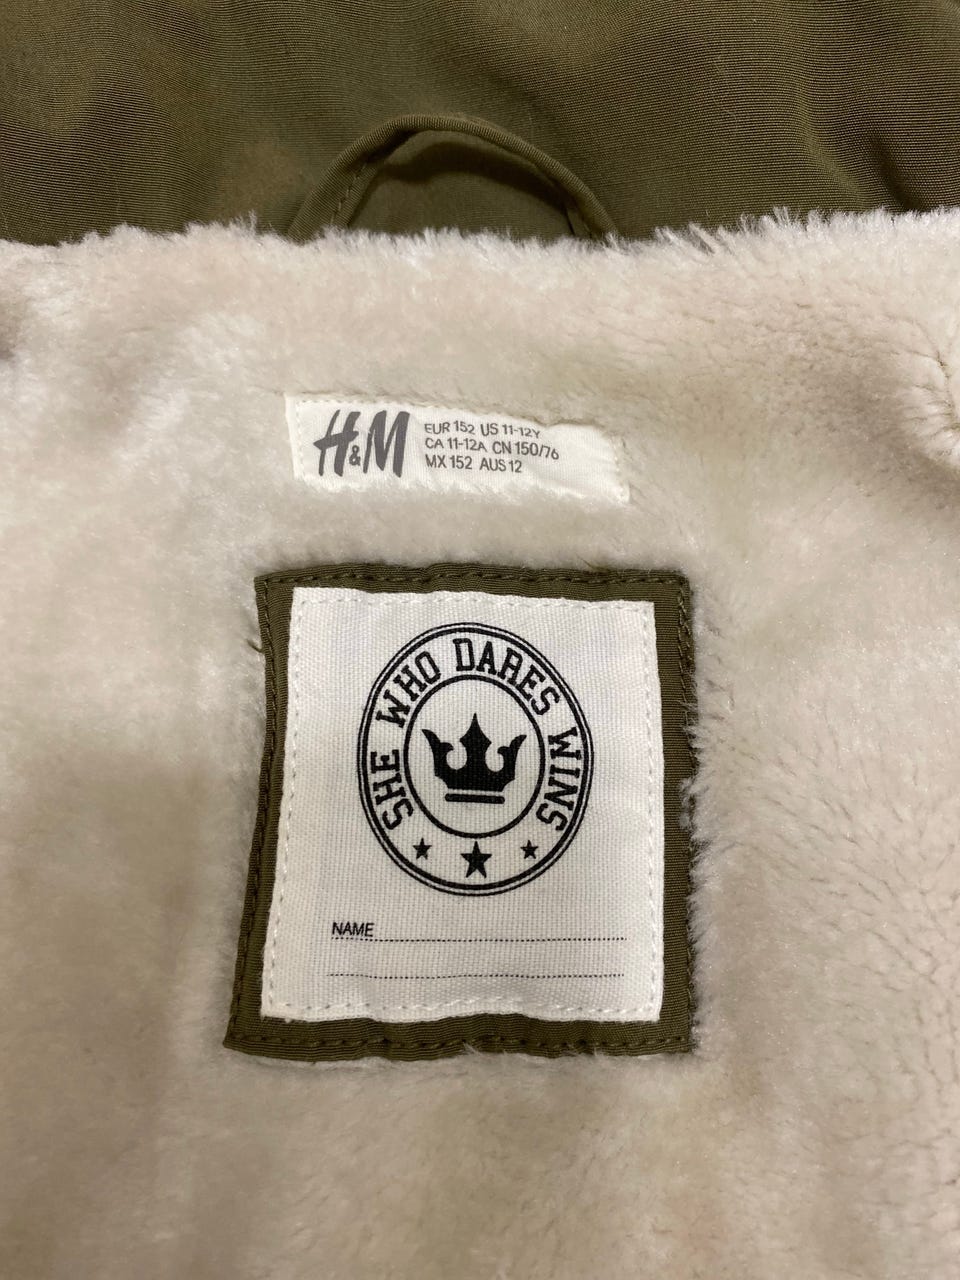 H&M
EUR 152 US 11-12Y
CA 11-12A CN 150/76
MX 152 AUS 12
SHE WHO DARES WINS
NAME